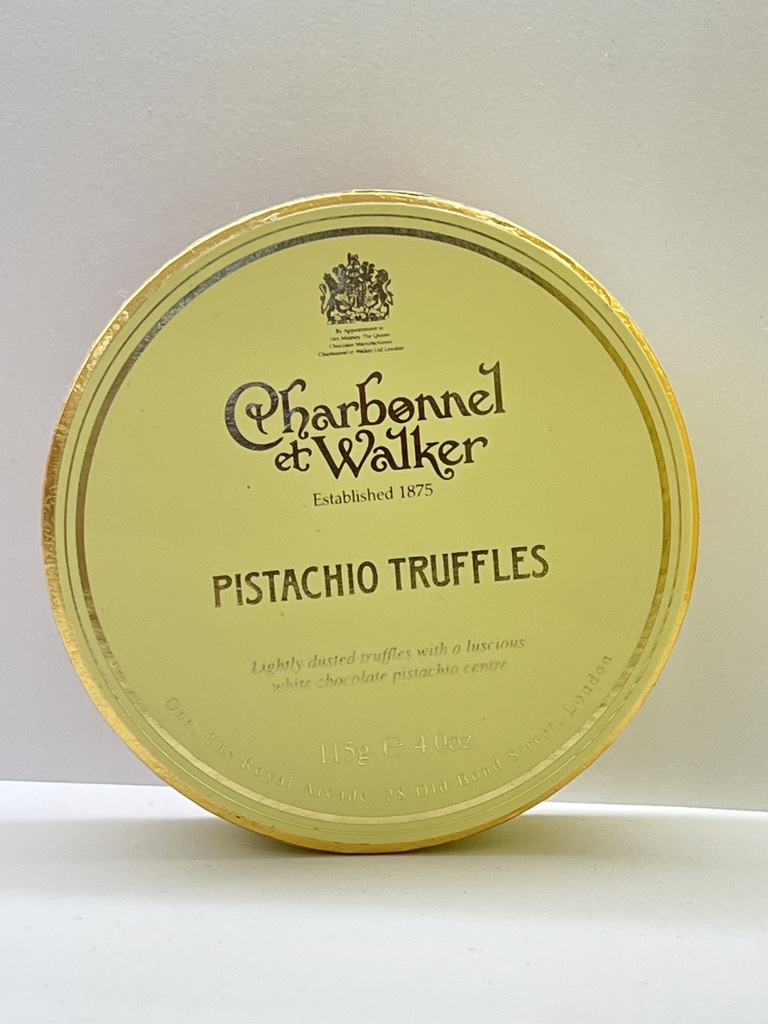 By Appointment to
Her Majesty The Queen
Chocolate Manufacturers
Charbonnel et Walker Ltd London
Charbonnel
et Walker
Established 1875
PISTACHIO TRUFFLES
Lightly dusted truffles with a luscious
white chocolate pistachio centre
115g e 4.0oz
One, The Royal Arcade, 28 Old Bond Street, London